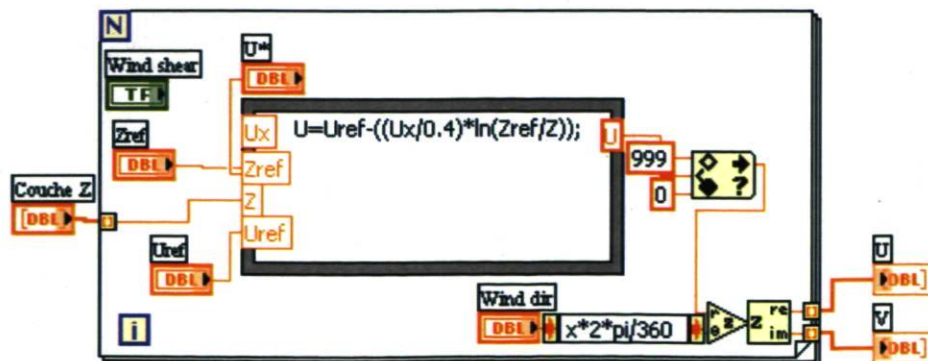 N
Wind shear
TF
U*
DBL
U=Uref-((Ux/0.4)*ln(Zref/Z));
Ux
Zref
Z
Uref
U
Zref
DBL
999
0
?
Couche Z
[DBL]
Uref
DBL
Wind dir
DBL
x*2*pi/360
r
θ
z
z
re
im
U
DBL]
V
DBL]
i